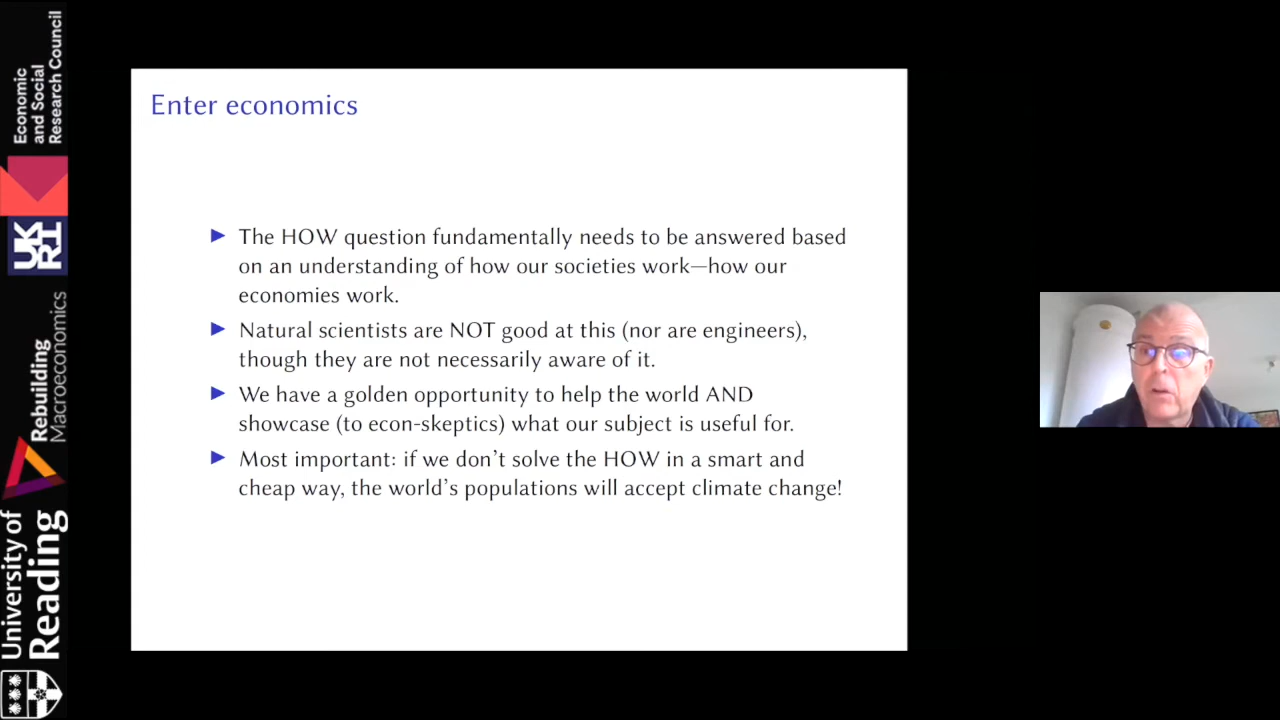 Enter economics
▶ The HOW question fundamentally needs to be answered based
on an understanding of how our societies work—how our
economies work.
▶ Natural scientists are NOT good at this (nor are engineers),
though they are not necessarily aware of it.
▶ We have a golden opportunity to help the world AND
showcase (to econ-skeptics) what our subject is useful for.
▶ Most important: if we don't solve the HOW in a smart and
cheap way, the world's populations will accept climate change!
University of
Reading
Rebuilding
Macroeconomics
UKRI
Economic
and Social
Research Council